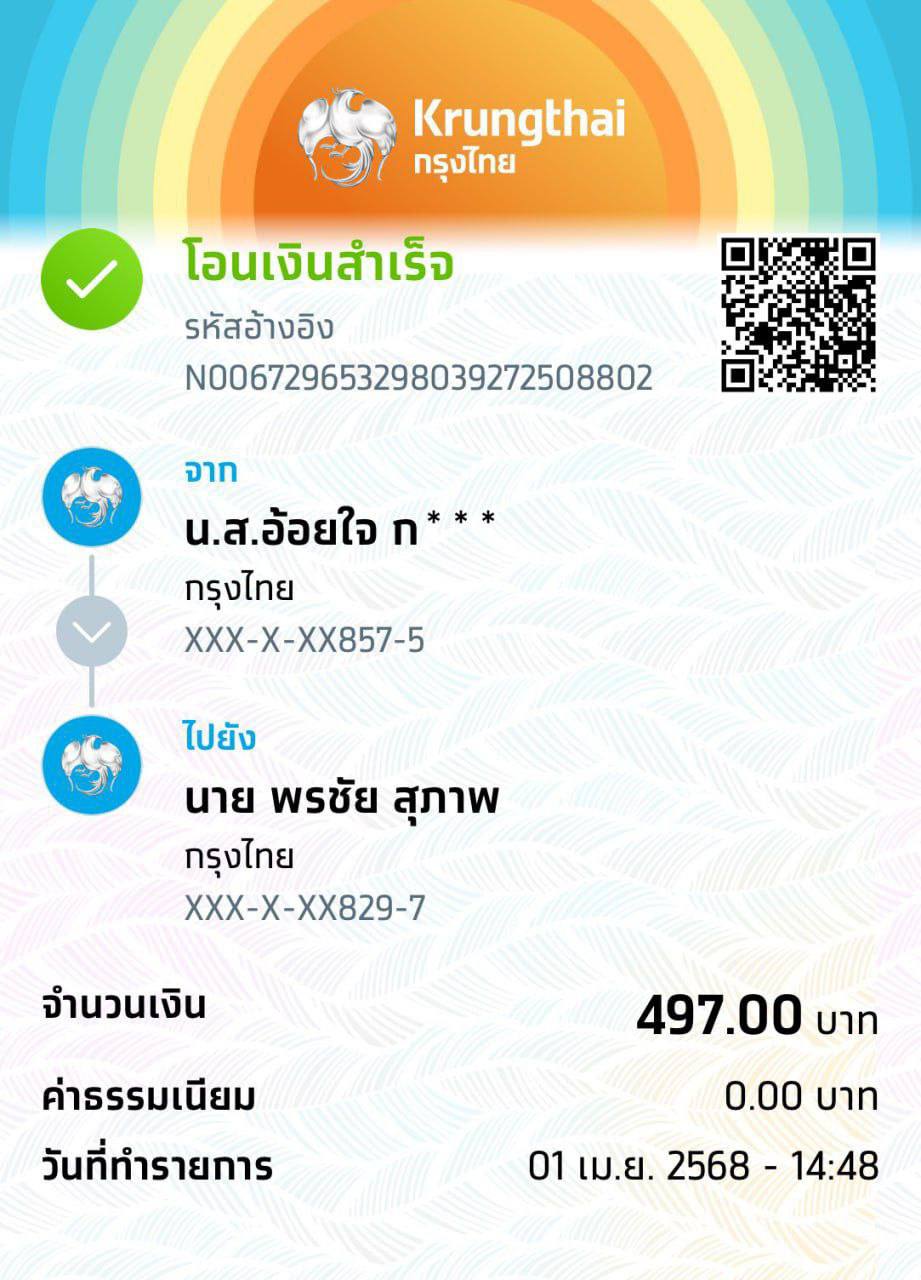 Krungthai
กรุงไทย
โอนเงินสำเร็จ
รหัสอ้างอิง
N006729653298039272508802
จาก
น.ส.อ้อยใจ ก***
กรุงไทย
XXX-X-XX857-5
ไปยัง
นาย พรชัย สุภาพ
กรุงไทย
XXX-X-XX829-7
จำนวนเงิน 497.00 บาท
ค่าธรรมเนียม 0.00 บาท
วันที่ทำรายการ 01 เม.ย. 2568 - 14:48